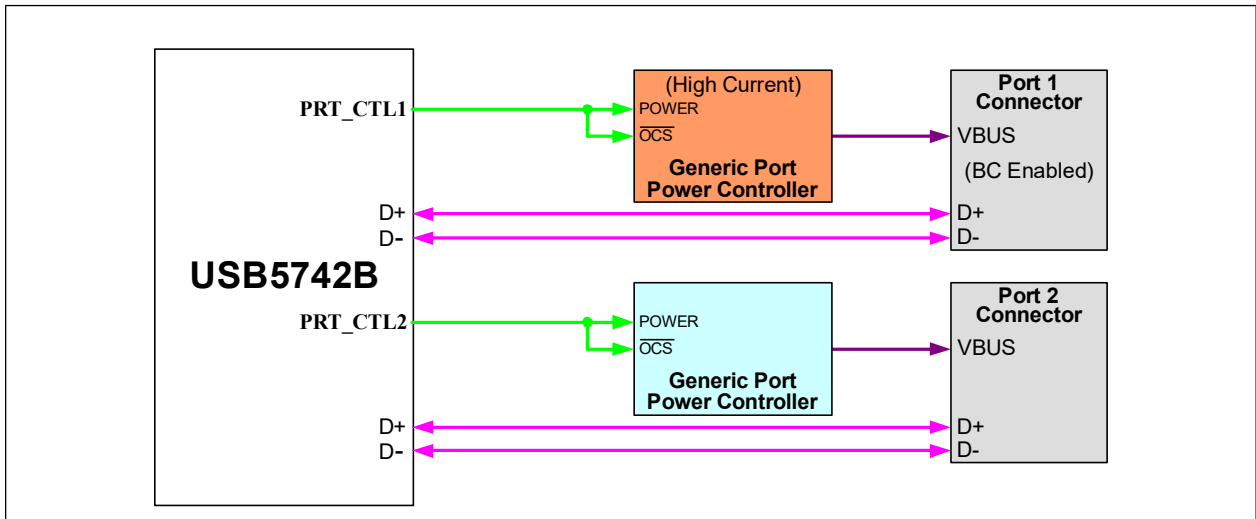 (High Current)
PRT_CTL1
POWER
OCS
Generic Port
Power Controller
Port 1
Connector
VBUS
(BC Enabled)
D+
D-
D+
D-
USB5742B
PRT_CTL2
POWER
OCS
Generic Port
Power Controller
Port 2
Connector
VBUS
D+
D-
D+
D-